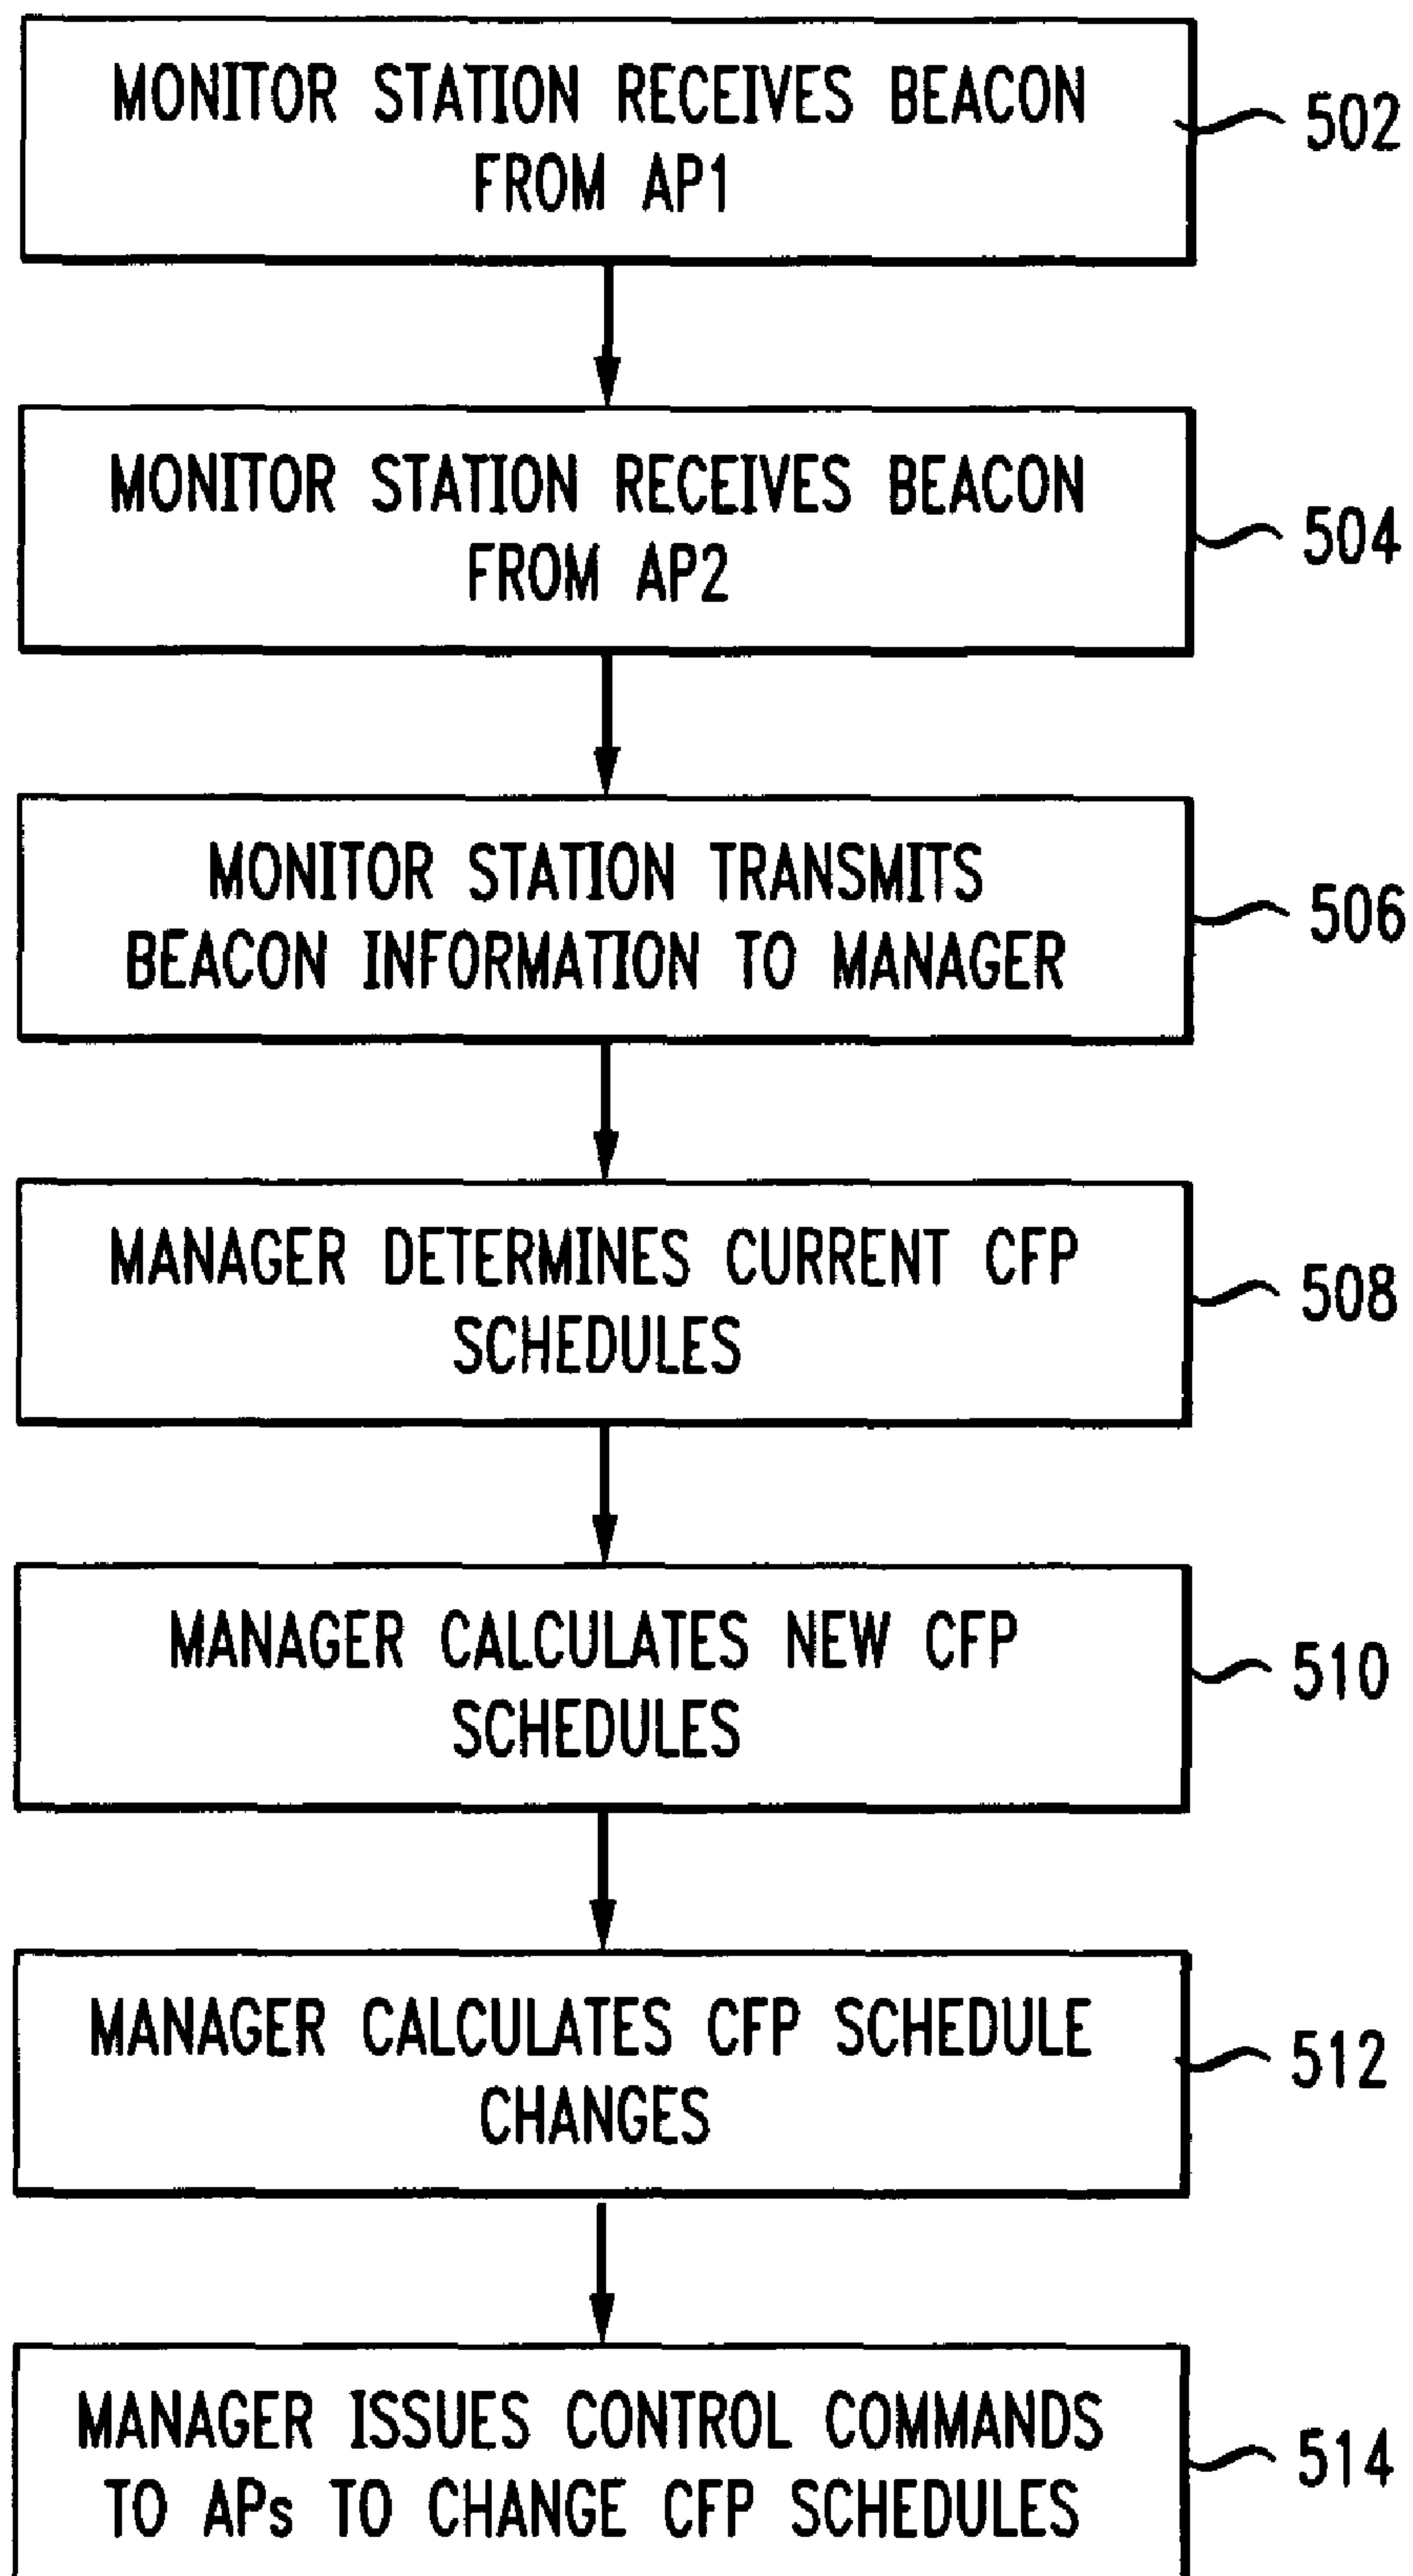 MONITOR STATION RECEIVES BEACON
FROM AP1
502
MONITOR STATION RECEIVES BEACON
FROM AP2
504
MONITOR STATION TRANSMITS
BEACON INFORMATION TO MANAGER
506
MANAGER DETERMINES CURRENT CFP
SCHEDULES
508
MANAGER CALCULATES NEW CFP
SCHEDULES
510
MANAGER CALCULATES CFP SCHEDULE
CHANGES
512
MANAGER ISSUES CONTROL COMMANDS
TO APs TO CHANGE CFP SCHEDULES
514